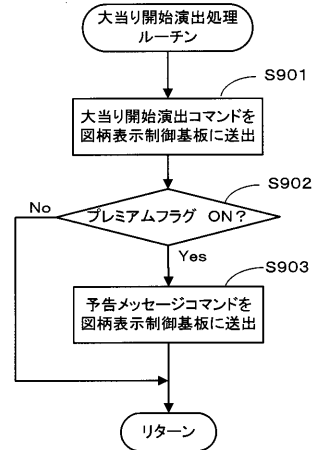 大当り開始演出処理
ルーチン
S901
大当り開始演出コマンドを
図柄表示制御基板に送出
S902
No
プレミアムフラグ ON?
Yes
S903
予告メッセージコマンドを
図柄表示制御基板に送出
リターン